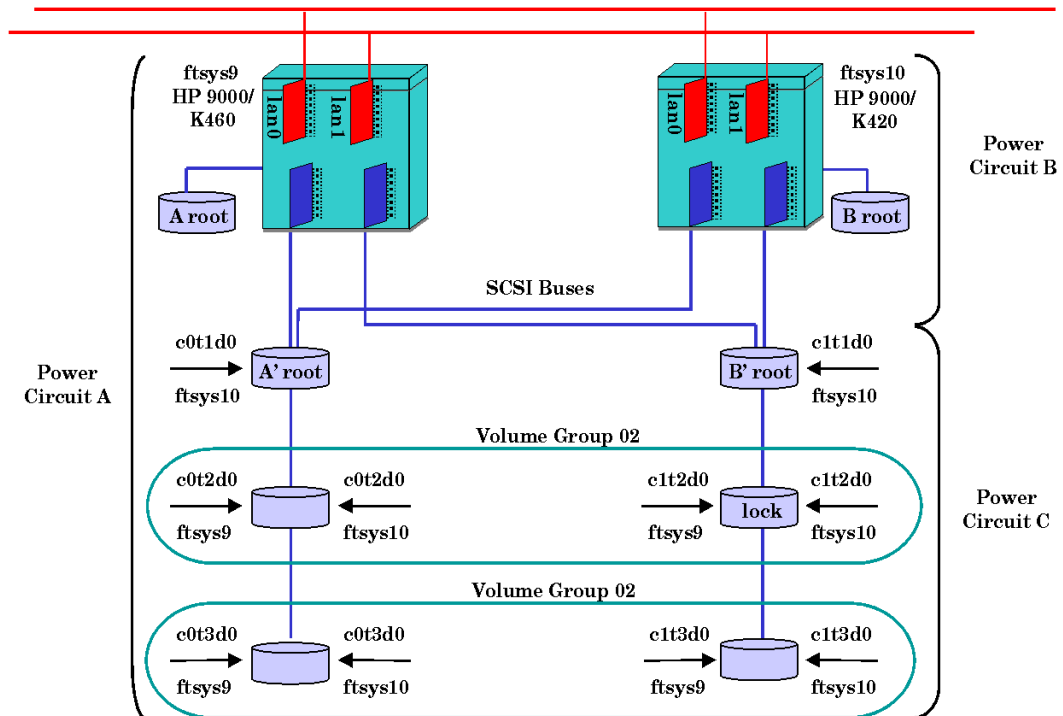 ftsys9
HP 9000/
K460
lan0
lan1
A root
ftsys10
HP 9000/
K420
lan0
lan1
B root
Power
Circuit B
SCSI Buses
c0t1d0
ftsys10
A' root
B' root
c1t1d0
ftsys10
Power
Circuit A
Volume Group 02
c0t2d0
ftsys9
c0t2d0
ftsys10
c1t2d0
ftsys9
lock
c1t2d0
ftsys10
Power
Circuit C
Volume Group 02
c0t3d0
ftsys9
c0t3d0
ftsys10
c1t3d0
ftsys9
c1t3d0
ftsys10